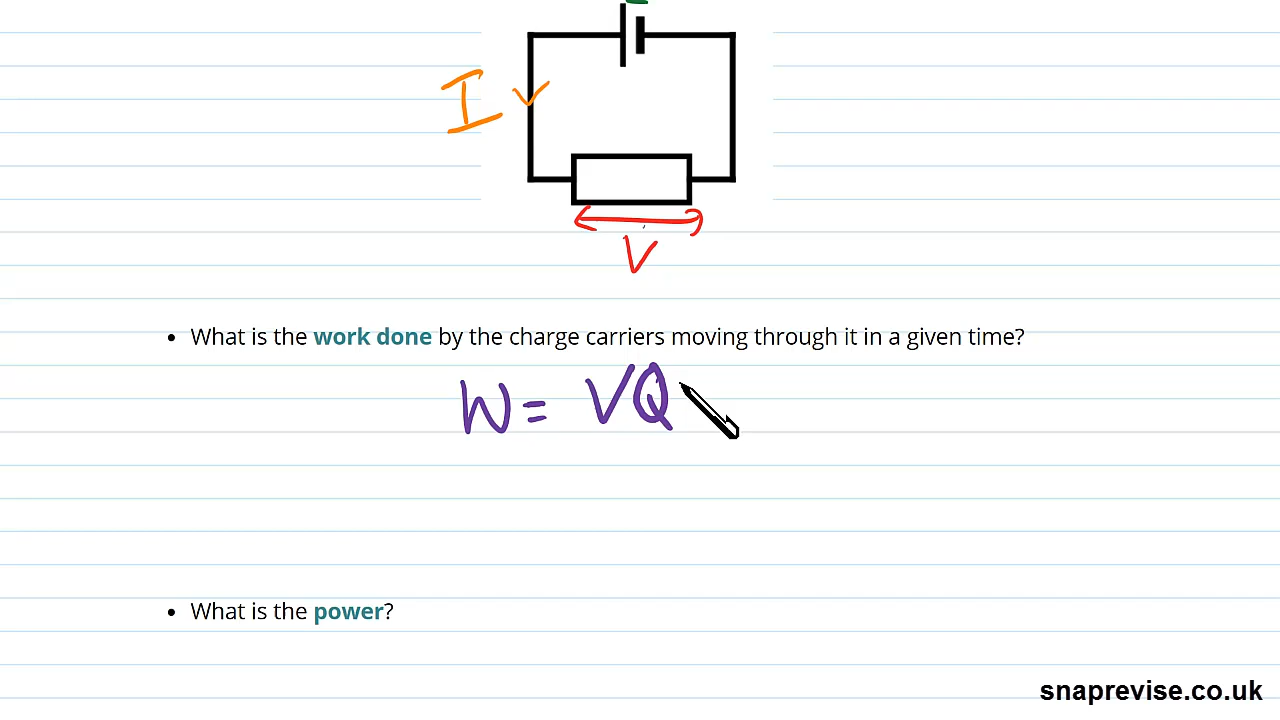 I
V
• What is the work done by the charge carriers moving through it in a given time?
W = VQ
• What is the power?
snaprevise.co.uk